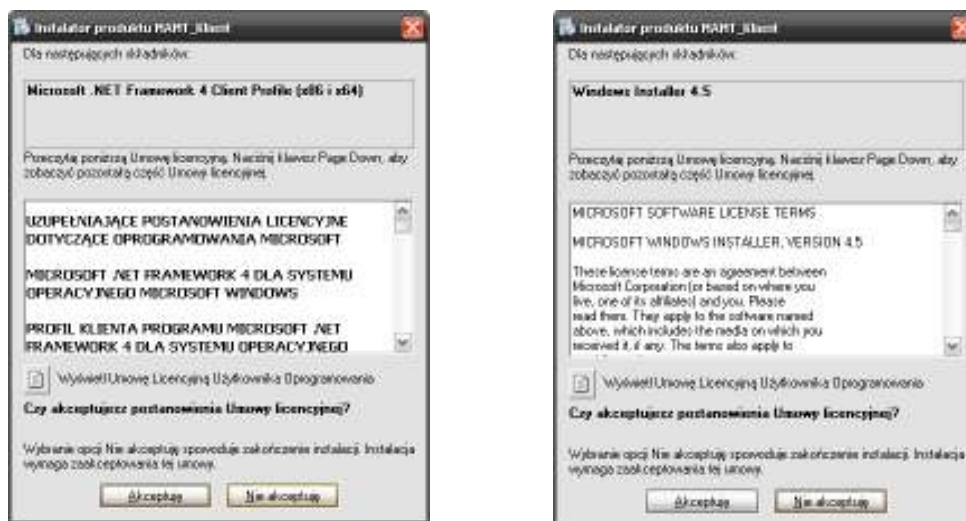 Instalator produktu MAMT_Klient
Dla następujących składników:
Microsoft .NET Framework 4 Client Profile (x86 i x64)
Przeczytaj poniższą Umowę licencyjną. Naciśnij klawisz Page Down, aby
zobaczyć pozostałą część Umowy licencyjnej.
UZUPEŁNIAJĄCE POSTANOWIENIA LICENCYJNE
DOTYCZĄCE OPROGRAMOWANIA MICROSOFT
MICROSOFT .NET FRAMEWORK 4 DLA SYSTEMU
OPERACYJNEGO MICROSOFT WINDOWS
PROFIL KLIENTA PROGRAMU MICROSOFT .NET
FRAMEWORK 4 DLA SYSTEMU OPERACYJNEGO
Wyświetl Umowę Licencyjną Użytkownika Oprogramowania
Czy akceptujesz postanowienia Umowy licencyjnej?
Wybranie opcji Nie akceptuję spowoduje zakończenie instalacji. Instalacja
wymaga zaakceptowania tej umowy.
Akceptuję
Nie akceptuję
Instalator produktu MAMT_Klient
Dla następujących składników:
Windows Installer 4.5
Przeczytaj poniższą Umowę licencyjną. Naciśnij klawisz Page Down, aby
zobaczyć pozostałą część Umowy licencyjnej.
MICROSOFT SOFTWARE LICENSE TERMS
MICROSOFT WINDOWS INSTALLER, VERSION 4.5
These license terms are an agreement between
Microsoft Corporation (or based on where you
live, one of its affiliates) and you. Please
read them. They apply to the software named
above, which includes the media on which you
received it, if any. The terms also apply to
Wyświetl Umowę Licencyjną Użytkownika Oprogramowania
Czy akceptujesz postanowienia Umowy licencyjnej?
Wybranie opcji Nie akceptuję spowoduje zakończenie instalacji. Instalacja
wymaga zaakceptowania tej umowy.
Akceptuję
Nie akceptuję